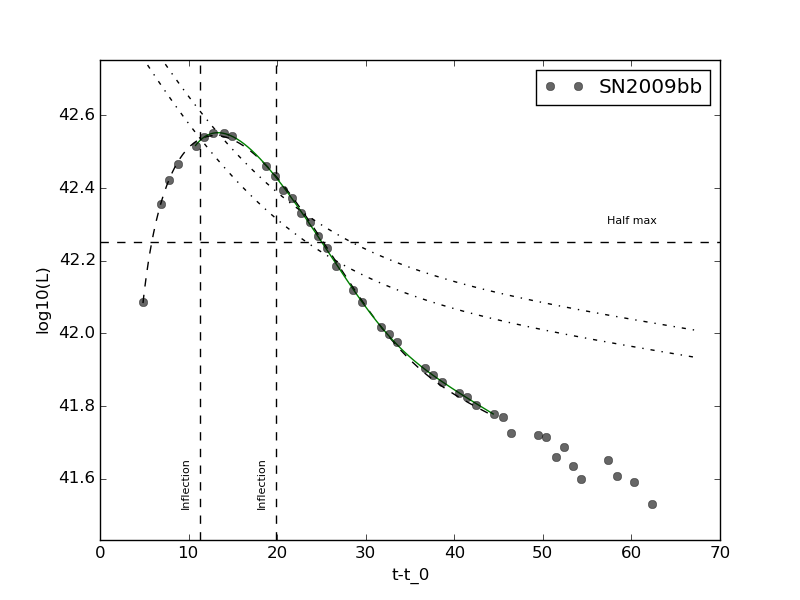 SN2009bb
42.6
42.4
42.2
42.0
41.8
41.6
log10(L)
Half max
Inflection
Inflection
0 10 20 30 40 50 60 70
t-t_0